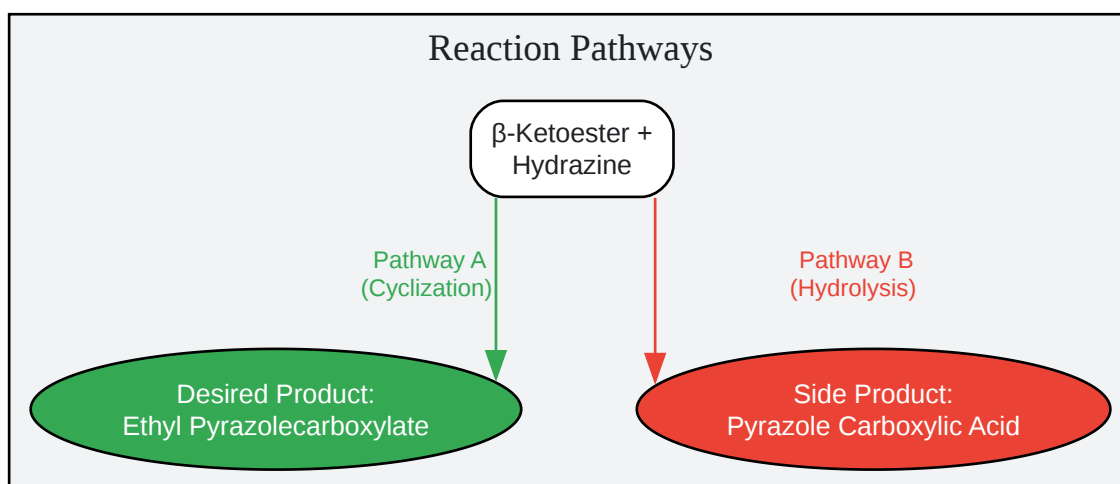 Reaction Pathways
β-Ketoester +
Hydrazine
Pathway A
(Cyclization)
Pathway B
(Hydrolysis)
Desired Product:
Ethyl Pyrazolecarboxylate
Side Product:
Pyrazole Carboxylic Acid